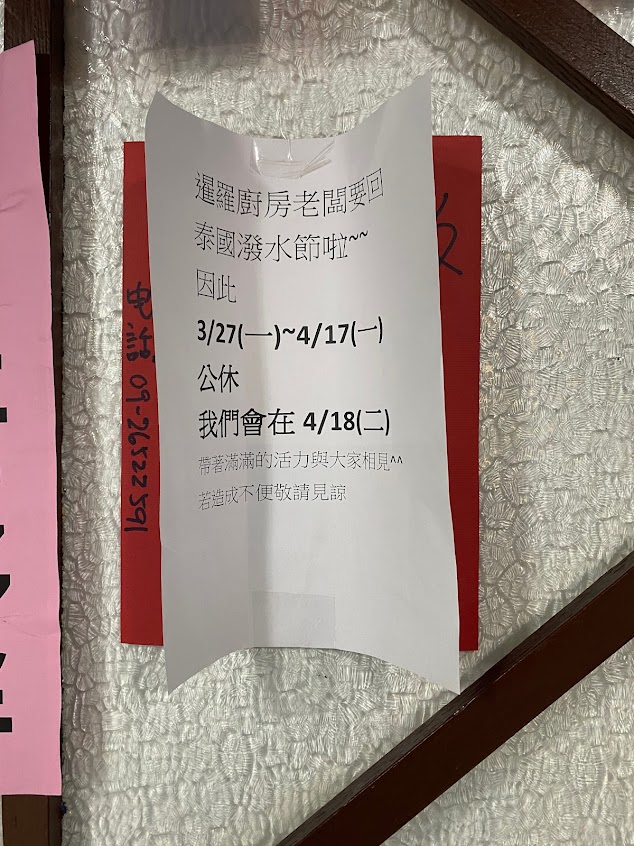 暹羅廚房老闆要回
泰國潑水節啦~~
因此
3/27(一)~4/17(一)
公休
我們會在 4/18(二)
帶著滿滿的活力與大家相見^^
若造成不便敬請見諒
电話 09-26522591